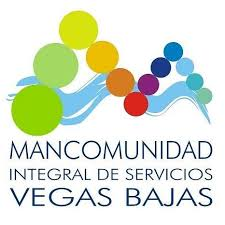 MANCOMUNIDAD
INTEGRAL DE SERVICIOS
VEGAS BAJAS